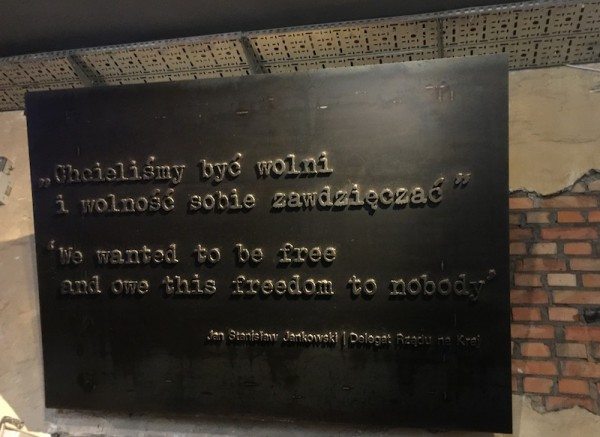 „Chcieliśmy być wolni
i wolność sobie zawdzięczać”
‘We wanted to be free
and owe this freedom to nobody’
Jan Stanisław Jankowski | Delegat Rządu na Kraj